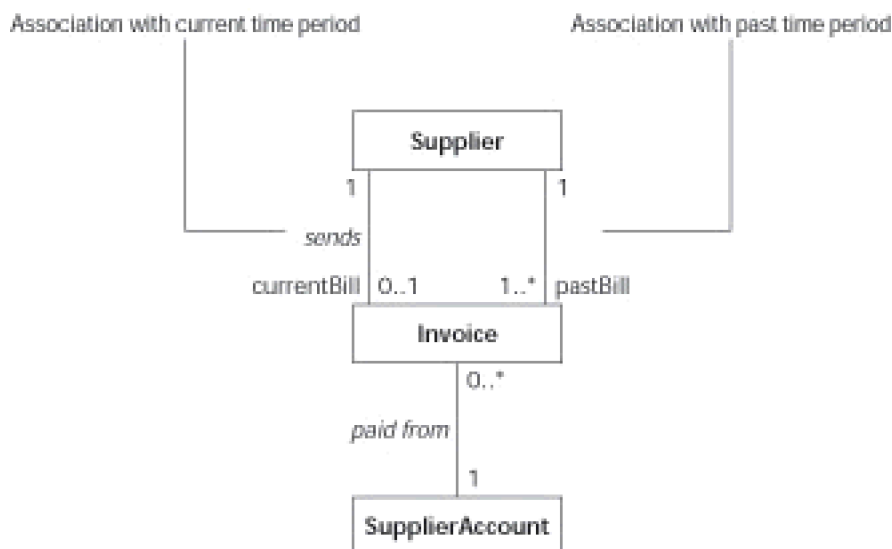 Association with current time period
Association with past time period
Supplier
1
1
sends
currentBill
0..1
1..*
pastBill
Invoice
0..*
paid from
1
SupplierAccount